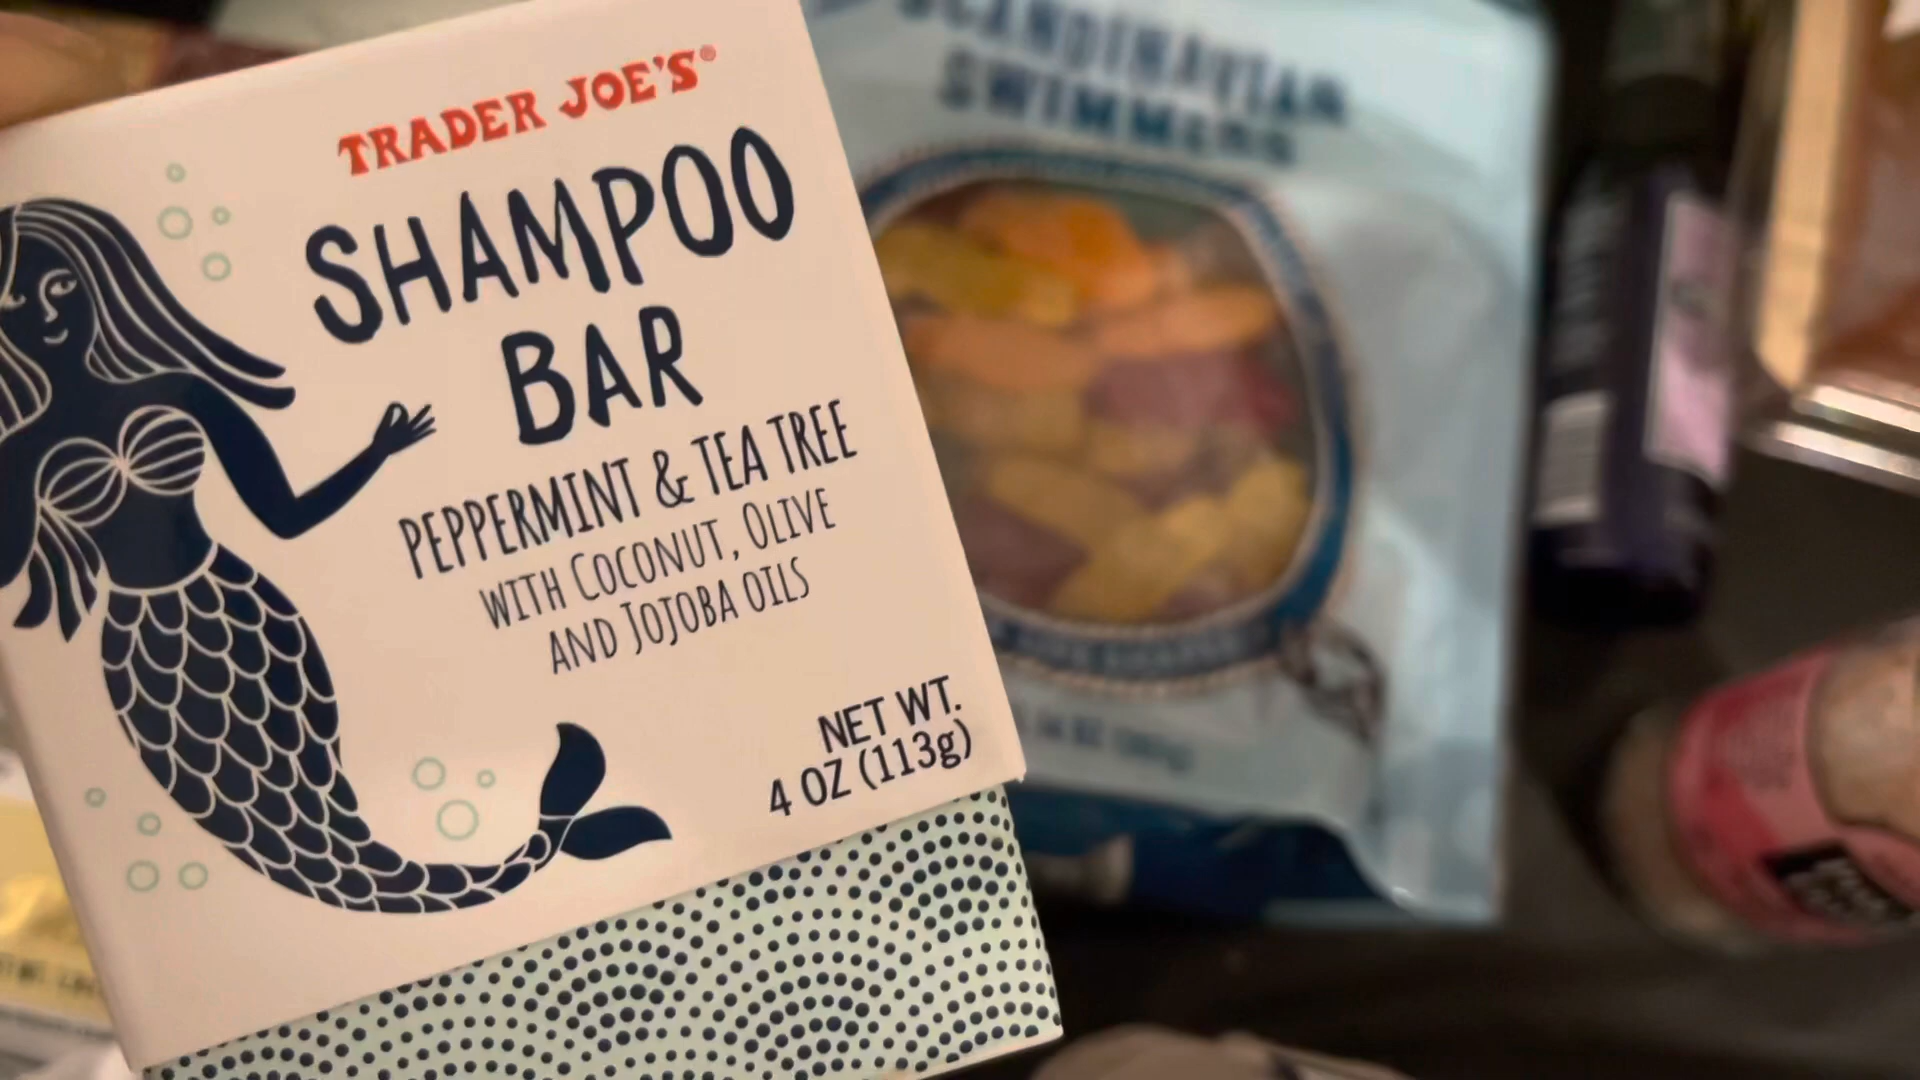 TRADER JOE'S®
SHAMPOO
BAR
PEPPERMINT & TEA TREE
WITH COCONUT, OLIVE
AND JOJOBA OILS
NET WT.
4 OZ (113g)
SCANDINAVIAN
SWIMMERS